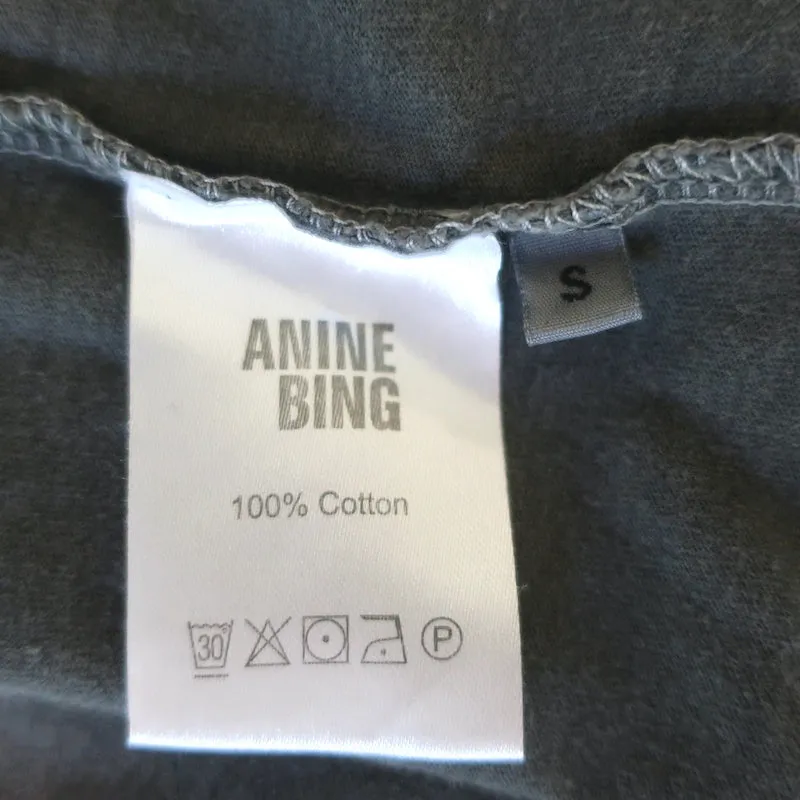 ANINE
BING
S
100% Cotton
30
P